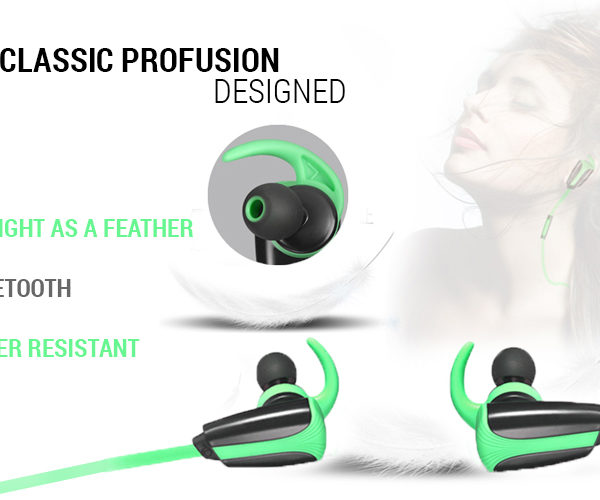 CLASSIC PROFUSION
DESIGNED
IGHT AS A FEATHER
ETOOTH
ER RESISTANT